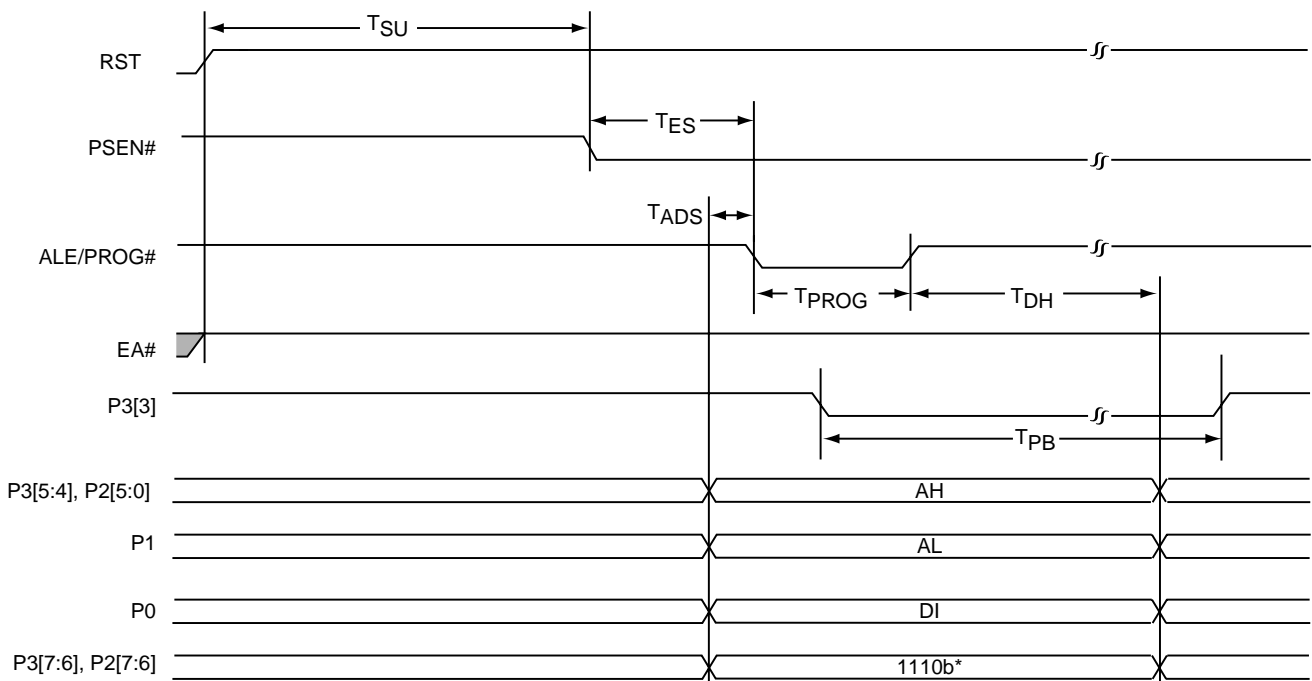 TSU
RST
TES
PSEN#
TADS
ALE/PROG#
TPROG
TDH
EA#
P3[3]
TPB
P3[5:4], P2[5:0]
AH
P1
AL
P0
DI
P3[7:6], P2[7:6]
1110b*